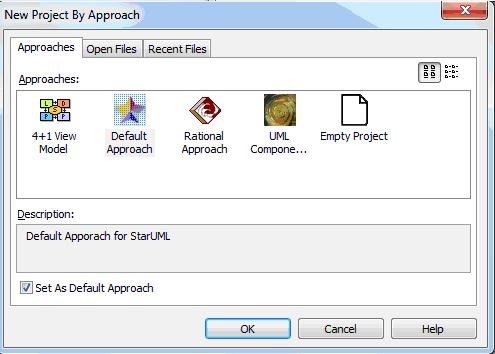 New Project By Approach
Approaches
Open Files
Recent Files
Approaches:
4+1 View Model
Default Approach
Rational Approach
UML Compone...
Empty Project
Description:
Default Apporach for StarUML
Set As Default Approach
OK
Cancel
Help